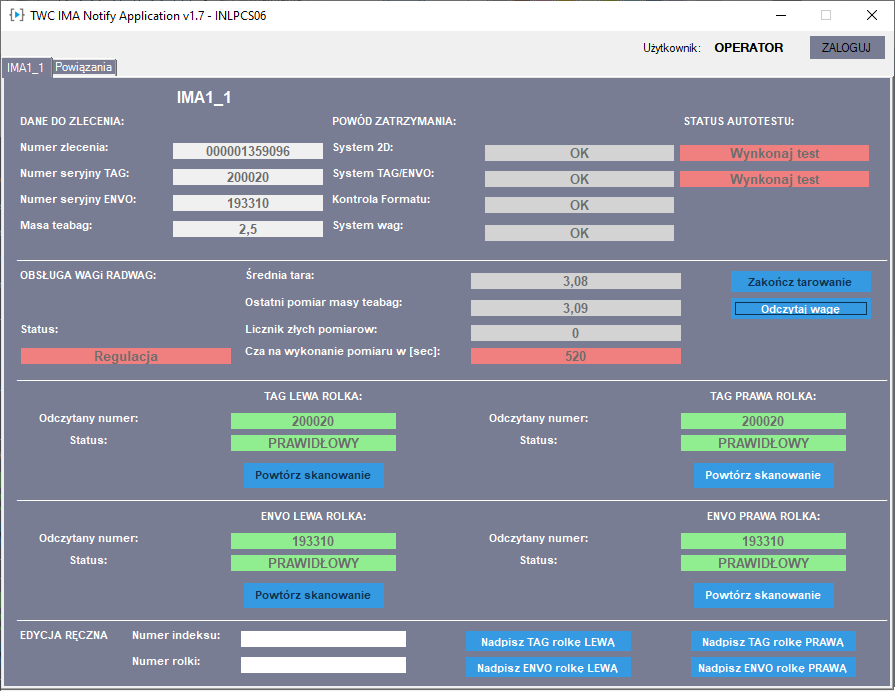 TWC IMA Notify Application v1.7 - INLPCS06
Użytkownik: OPERATOR ZALOGUJ
IMA1_1 Powiązania
IMA1_1
DANE DO ZLECENIA: POWÓD ZATRZYMANIA: STATUS AUTOTESTU:
Numer zlecenia: 000001359096 System 2D: OK Wynkonaj test
Numer seryjny TAG: 200020 System TAG/ENVO: OK Wynkonaj test
Numer seryjny ENVO: 193310 Kontrola Formatu: OK
Masa teabag: 2,5 System wag: OK
OBSŁUGA WAGi RADWAG: Średnia tara: 3,08 Zakończ tarowanie
Ostatni pomiar masy teabag: 3,09 Odczytaj wagę
Status: Licznik złych pomiarow: 0
Regulacja Cza na wykonanie pomiaru w [sec]: 520
TAG LEWA ROLKA: TAG PRAWA ROLKA:
Odczytany numer: 200020 Odczytany numer: 200020
Status: PRAWIDŁOWY Status: PRAWIDŁOWY
Powtórz skanowanie Powtórz skanowanie
ENVO LEWA ROLKA: ENVO PRAWA ROLKA:
Odczytany numer: 193310 Odczytany numer: 193310
Status: PRAWIDŁOWY Status: PRAWIDŁOWY
Powtórz skanowanie Powtórz skanowanie
EDYCJA RĘCZNA Numer indeksu: Nadpisz TAG rolkę LEWĄ Nadpisz TAG rolkę PRAWĄ
Numer rolki: Nadpisz ENVO rolkę LEWĄ Nadpisz ENVO rolkę PRAWĄ